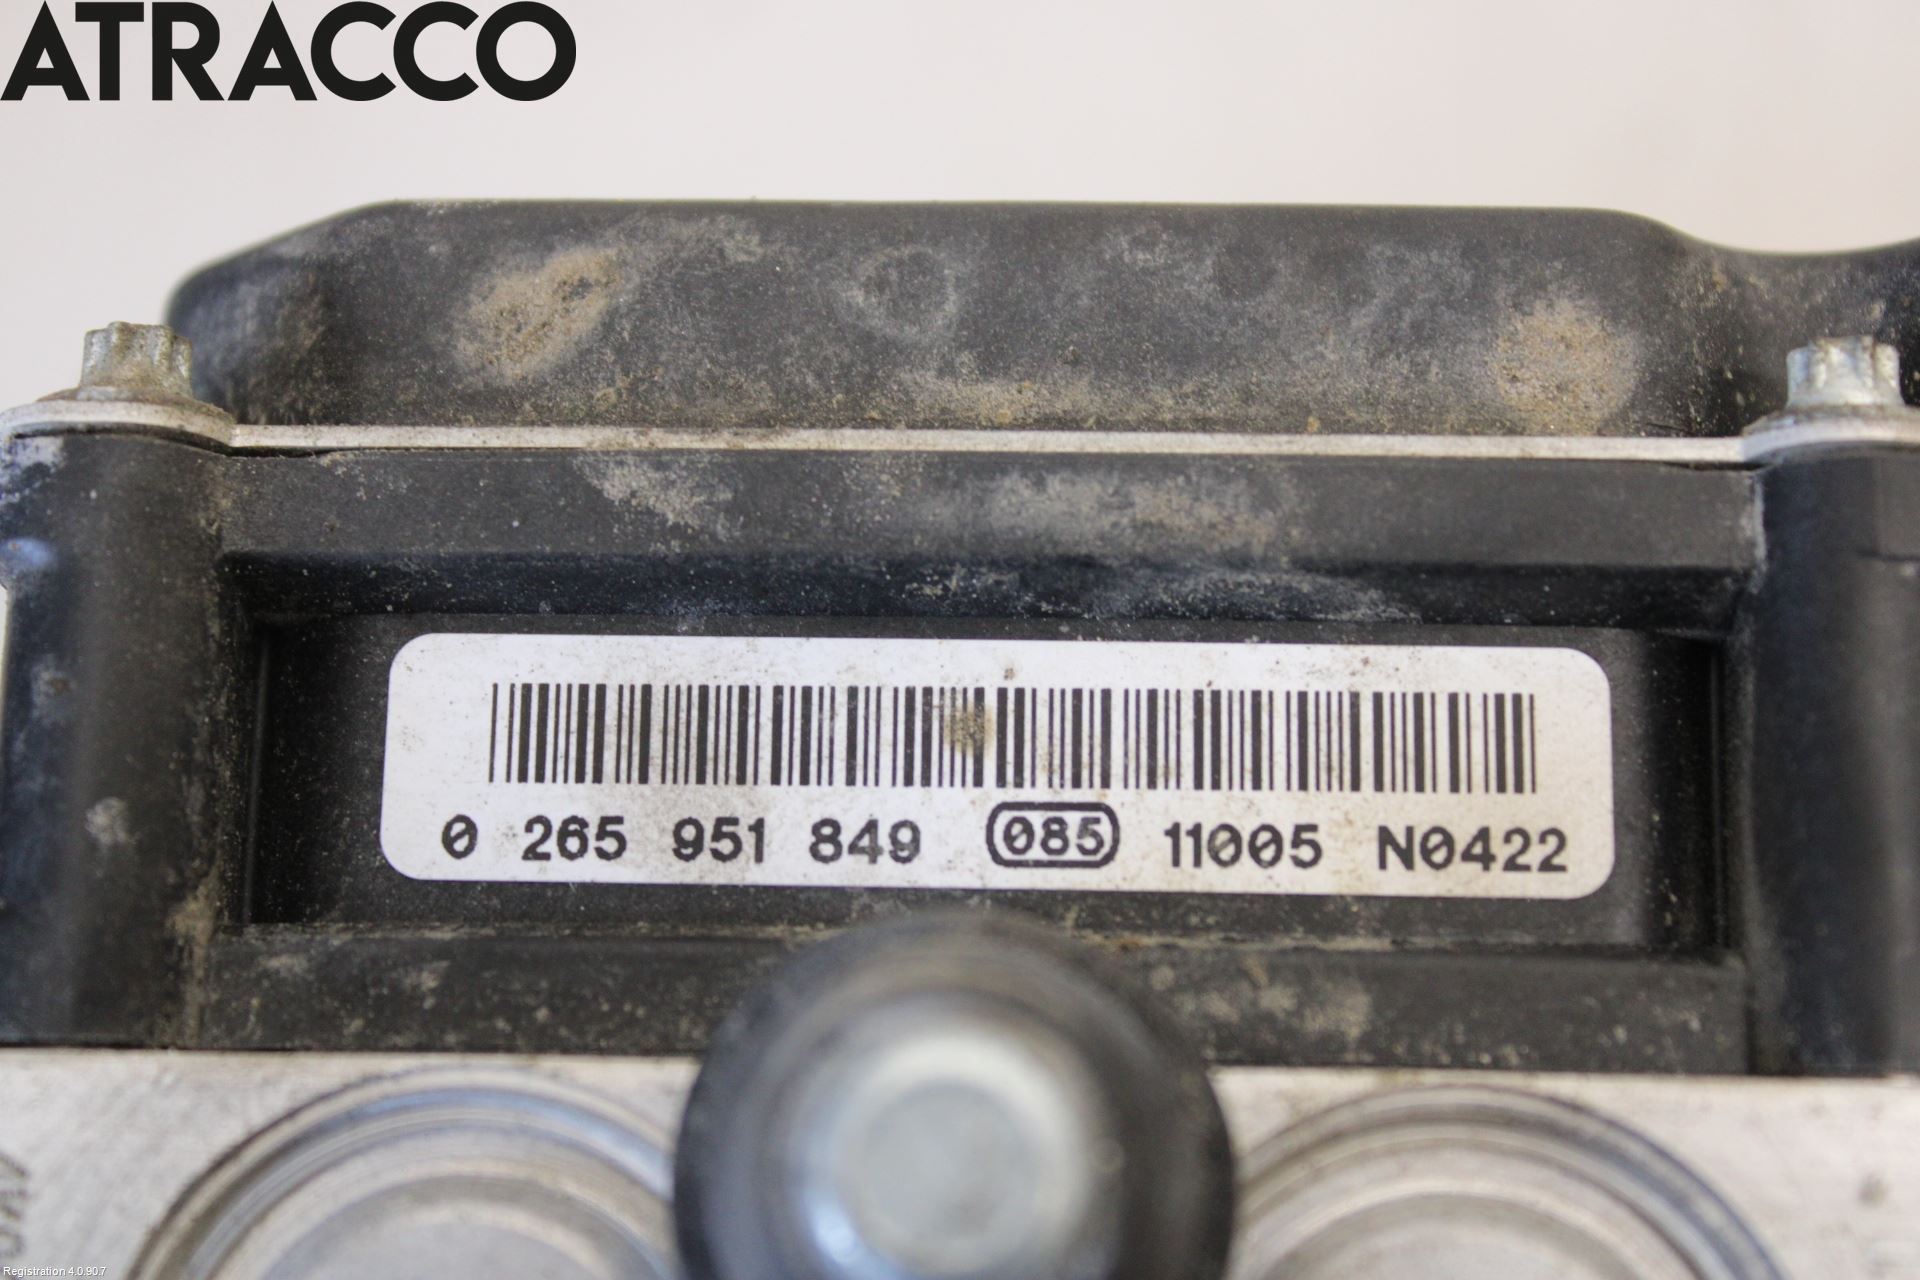 ATRACCO
0 265 951 849 085 11005 N0422
Registration 4.0.90.7